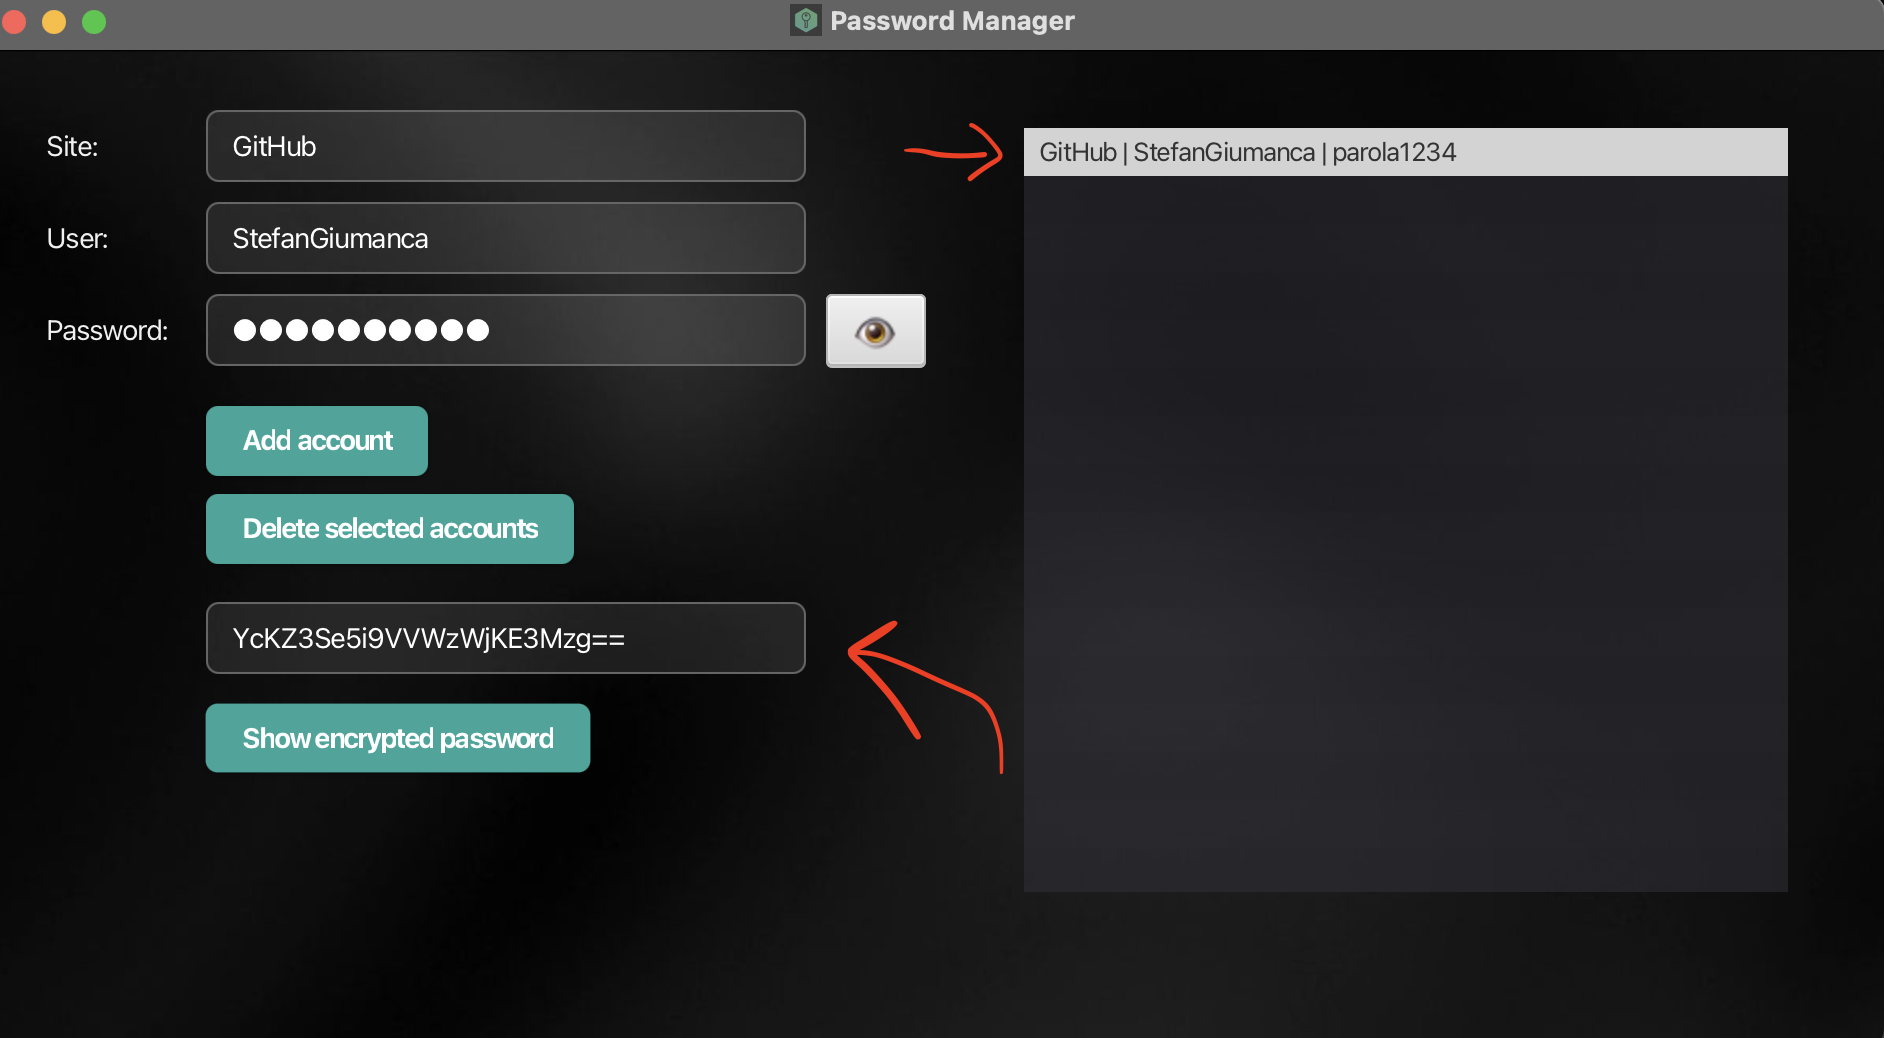 Password Manager
Site:
GitHub
User:
StefanGiumanca
Password:
●●●●●●●●●●
Add account
Delete selected accounts
YcKZ3Se5i9VVWzWjKE3Mzg==
Show encrypted password
GitHub | StefanGiumanca | parola1234